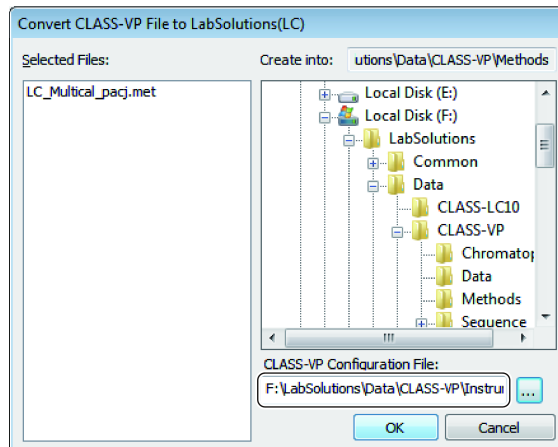 Convert CLASS-VP File to LabSolutions(LC)
Selected Files:
LC_Multical_pacj.met
Create into: utions\Data\CLASS-VP\Methods
Local Disk (E:)
Local Disk (F:)
LabSolutions
Common
Data
CLASS-LC10
CLASS-VP
Chromatop
Data
Methods
Sequence
CLASS-VP Configuration File:
F:\LabSolutions\Data\CLASS-VP\Instru
...
OK Cancel